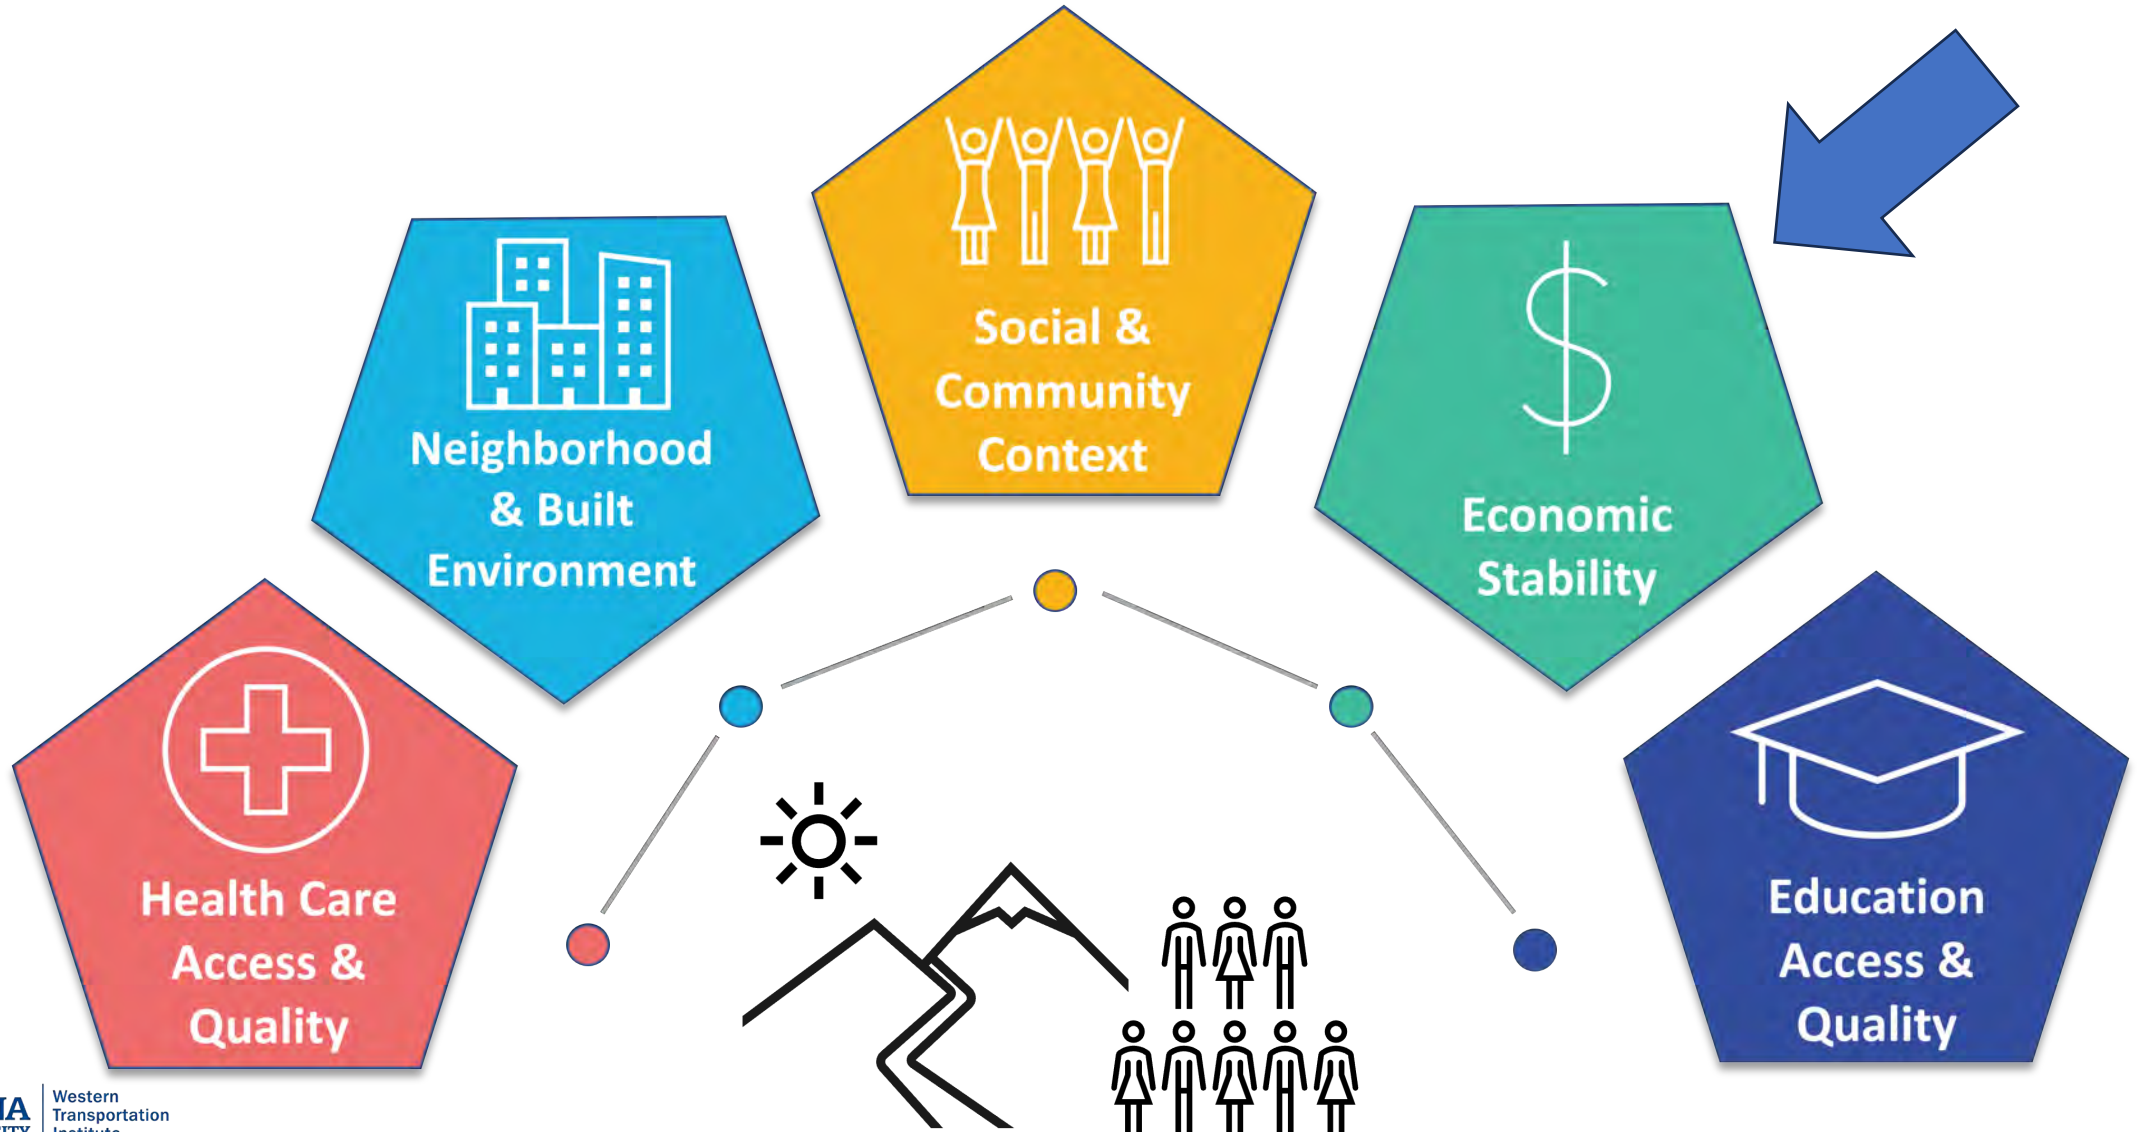 Social &
Community
Context
Neighborhood
& Built
Environment
Economic
Stability
Health Care
Access &
Quality
Education
Access &
Quality
Western
Transportation